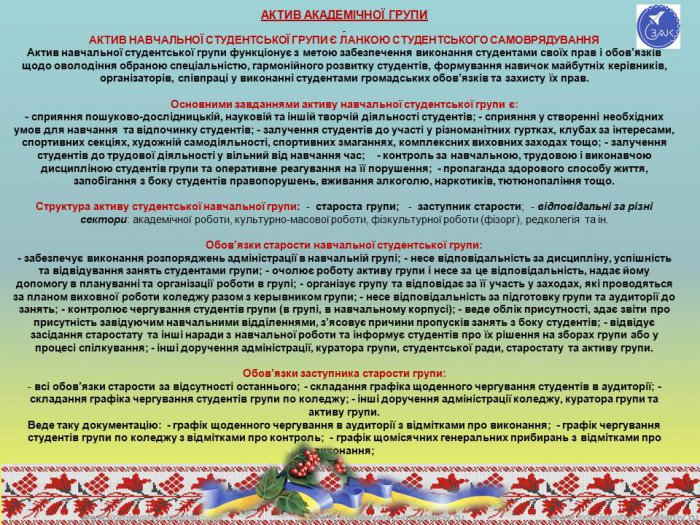 АКТИВ АКАДЕМІЧНОЇ ГРУПИ
ЗАІК
АКТИВ НАВЧАЛЬНОЇ СТУДЕНТСЬКОЇ ГРУПИ Є ЛАНКОЮ СТУДЕНТСЬКОГО САМОВРЯДУВАННЯ
Актив навчальної студентської групи функціонує з метою забезпечення виконання студентами своїх прав і обов'язків
щодо оволодіння обраною спеціальністю, гармонійного розвитку студентів, формування навичок майбутніх керівників,
організаторів, співпраці у виконанні студентами громадських обов'язків та захисту їх прав.
Основними завданнями активу навчальної студентської групи є:
- сприяння пошуково-дослідницькій, науковій та іншій творчій діяльності студентів; - сприяння у створенні необхідних
умов для навчання та відпочинку студентів; - залучення студентів до участі у різноманітних гуртках, клубах за інтересами,
спортивних секціях, художній самодіяльності, спортивних змаганнях, комплексних виховних заходах тощо; - залучення
студентів до трудової діяльності у вільний від навчання час; - контроль за навчальною, трудовою і виконавчою
дисципліною студентів групи та оперативне реагування на її порушення; - пропаганда здорового способу життя,
запобігання з боку студентів правопорушень, вживання алкоголю, наркотиків, тютюнопаління тощо.
Структура активу студентської навчальної групи: - староста групи; - заступник старости; - відповідальні за різні
сектори: академічної роботи, культурно-масової роботи, фізкультурної роботи (фізорг), редколегія та ін.
Обов'язки старости навчальної студентської групи:
- забезпечує виконання розпоряджень адміністрації в навчальній групі; - несе відповідальність за дисципліну, успішність
та відвідування занять студентами групи; - очолює роботу активу групи і несе за це відповідальність, надає йому
допомогу в плануванні та організації роботи в групі; - організує групу та відповідає за її участь у заходах, які проводяться
за планом виховної роботи коледжу разом з керывником групи; - несе відповідальність за підготовку групи та аудиторії до
занять; - контролює чергування студентів групи (в групі, в навчальному корпусі); - веде облік присутності, здає звіти про
присутність завідуючим навчальними відділеннями, з'ясовує причини пропусків занять з боку студентів; - відвідує
засідання старостату та інші наради з навчальної роботи та інформує студентів про їх рішення на зборах групи або у
процесі спілкування; - інші доручення адміністрації, куратора групи, студентської ради, старостату та активу групи.
Обов'язки заступника старости групи:
- всі обов'язки старости за відсутності останнього; - складання графіка щоденного чергування студентів в аудиторії; -
складання графіка чергування студентів групи по коледжу; - інші доручення адміністрації коледжу, куратора групи та
активу групи.
Веде таку документацію: - графік щоденного чергування в аудиторії з відмітками про виконання; - графік чергування
студентів групи по коледжу з відмітками про контроль; - графік щомісячних генеральних прибирань з відмітками про
виконання;